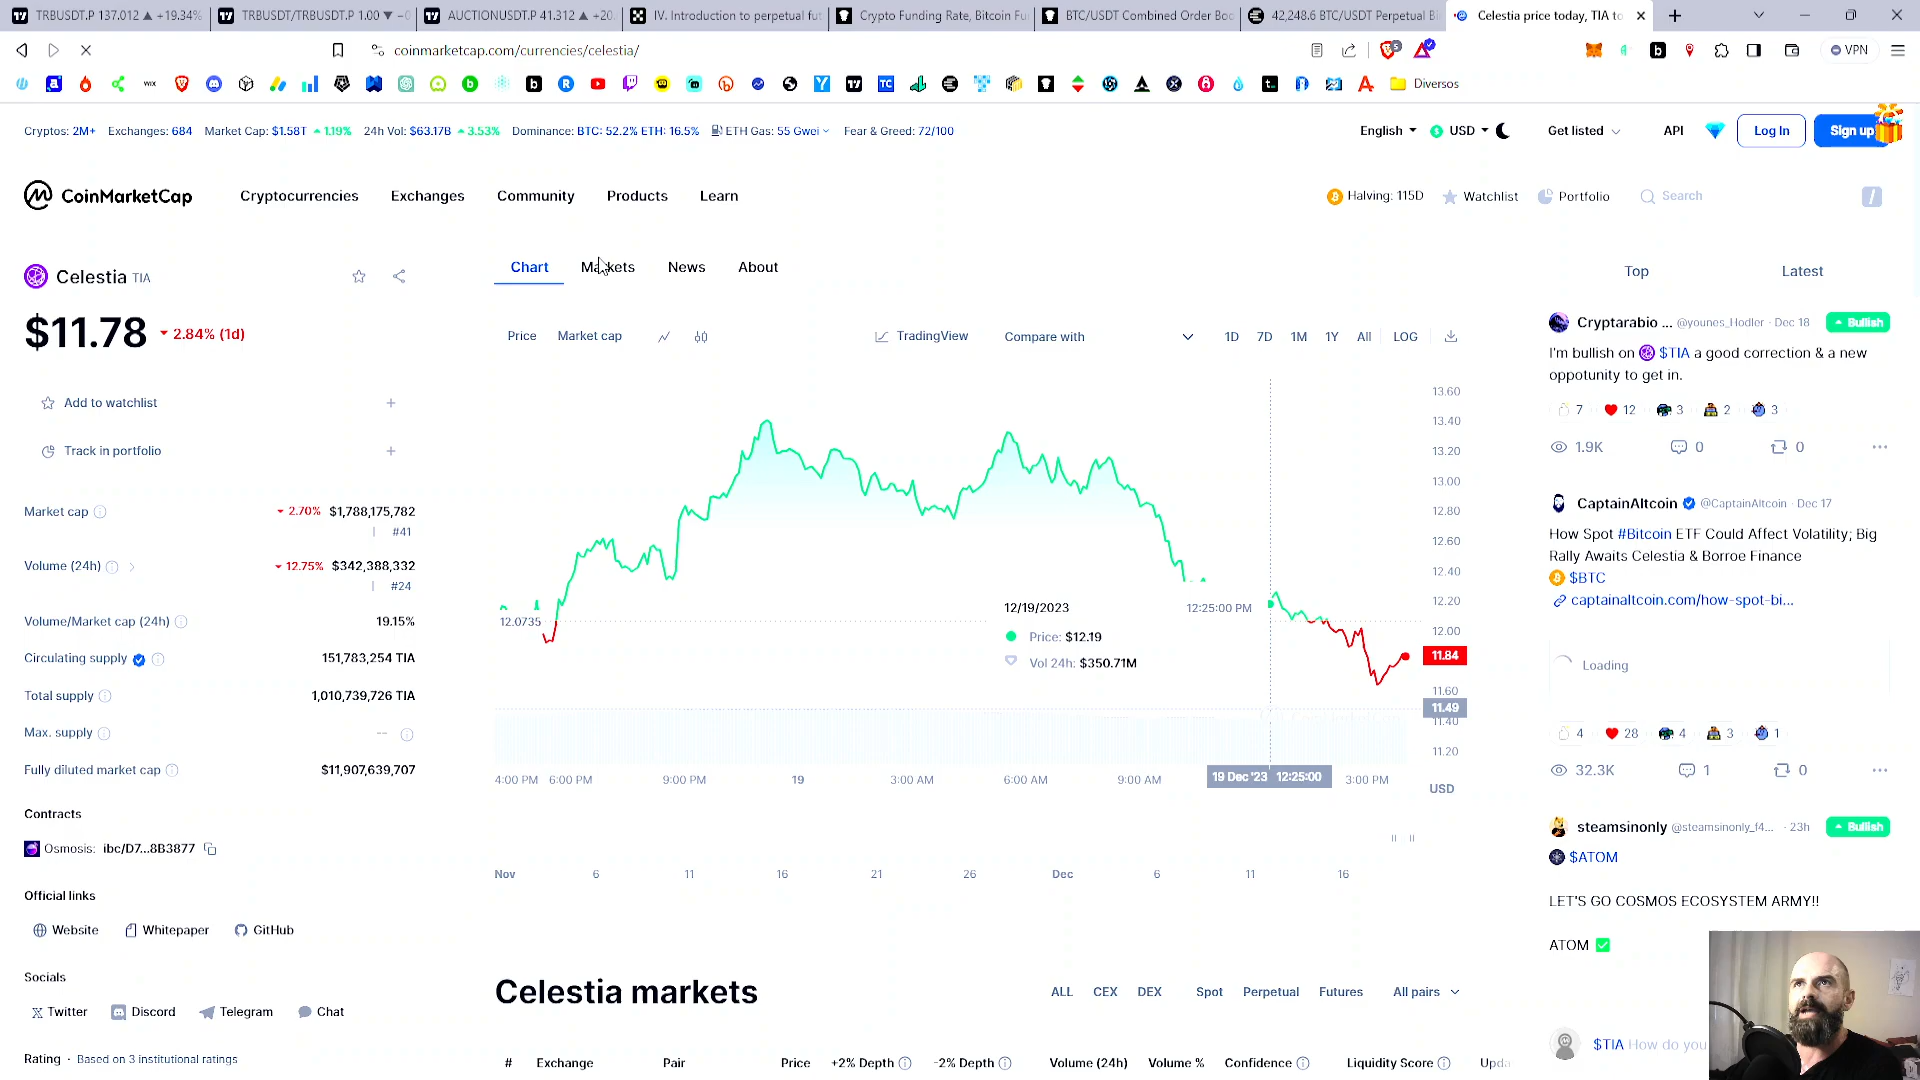 TRBUSDT.P 137.012 ▲ +19.34%
TRBUSDT/TRBUSDT.P 1.00 ▼ −0
AUCTIONUSDT.P 41.312 ▲ +20.
IV. Introduction to perpetual fut
Crypto Funding Rate, Bitcoin Fu
BTC/USDT Combined Order Boo
42,248.6 BTC/USDT Perpetual Bi
Celestia price today, TIA to
coinmarketcap.com/currencies/celestia/
VPN
Diversos
Cryptos: 2M+ Exchanges: 684 Market Cap: $1.58T 1.19% 24h Vol: $63.17B 3.53% Dominance: BTC: 52.2% ETH: 16.5% ETH Gas: 55 Gwei Fear & Greed: 72/100
English USD Get listed API Log In Sign up
CoinMarketCap Cryptocurrencies Exchanges Community Products Learn
Halving: 115D Watchlist Portfolio Search /
Celestia TIA
$11.78 2.84% (1d)
Add to watchlist +
Track in portfolio +
Market cap 2.70% $1,788,175,782
#41
Volume (24h) 12.75% $342,388,332
#24
Volume/Market cap (24h) 19.15%
Circulating supply 151,783,254 TIA
Total supply 1,010,739,726 TIA
Max. supply --
Fully diluted market cap $11,907,639,707
Contracts
Osmosis: ibc/D7...8B3877
Official links
Website Whitepaper GitHub
Socials
Twitter Discord Telegram Chat
Rating · Based on 3 institutional ratings
Chart Markets News About
Price Market cap TradingView Compare with 1D 7D 1M 1Y All LOG
13.60
13.40
13.20
13.00
12.80
12.60
12.40
12.20
12.00
11.84
11.60
11.49
11.40
11.20
12.0735
12/19/2023 12:25:00 PM
Price: $12.19
Vol 24h: $350.71M
4:00 PM 6:00 PM 9:00 PM 19 3:00 AM 6:00 AM 9:00 AM 19 Dec '23 12:25:00 3:00 PM
USD
Nov 6 11 16 21 26 Dec 6 11 16
Celestia markets
ALL CEX DEX Spot Perpetual Futures All pairs
# Exchange Pair Price +2% Depth -2% Depth Volume (24h) Volume % Confidence Liquidity Score Upda
Top Latest
Cryptarabio ... @younes_Hodler · Dec 18 Bullish
I'm bullish on $TIA a good correction & a new
oppotunity to get in.
7 12 3 2 3
1.9K 0 0
CaptainAltcoin @CaptainAltcoin · Dec 17
How Spot #Bitcoin ETF Could Affect Volatility; Big
Rally Awaits Celestia & Borroe Finance
$BTC
captainaltcoin.com/how-spot-bi...
Loading
4 28 4 3 1
32.3K 1 0
steamsinonly @steamsinonly_f4... · 23h Bullish
$ATOM
LET'S GO COSMOS ECOSYSTEM ARMY!!
ATOM
$TIA How do you